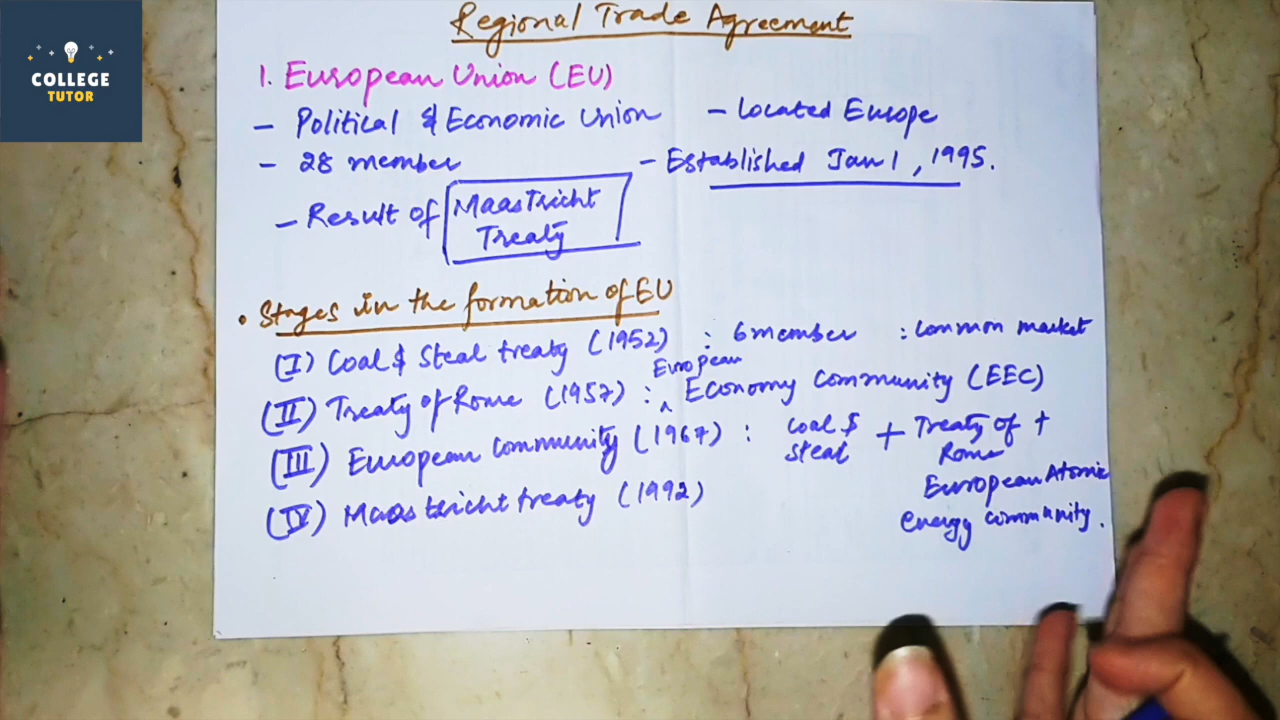 COLLEGE
TUTOR
Regional Trade Agreement
1. European Union (EU)
- Political & Economic Union - Located Europe
- 28 member - Established Jan 1, 1995.
- Result of Maastricht
Treaty
• Stages in the formation of EU
(I) Coal & Steal treaty (1952) : 6 member : Common market
European
(II) Treaty of Rome (1957) : ^ Economy Community (EEC)
(III) European community (1967) : Coal & + Treaty of +
steal Rome
European Atomic
(IV) Maastricht treaty (1992)
energy community.